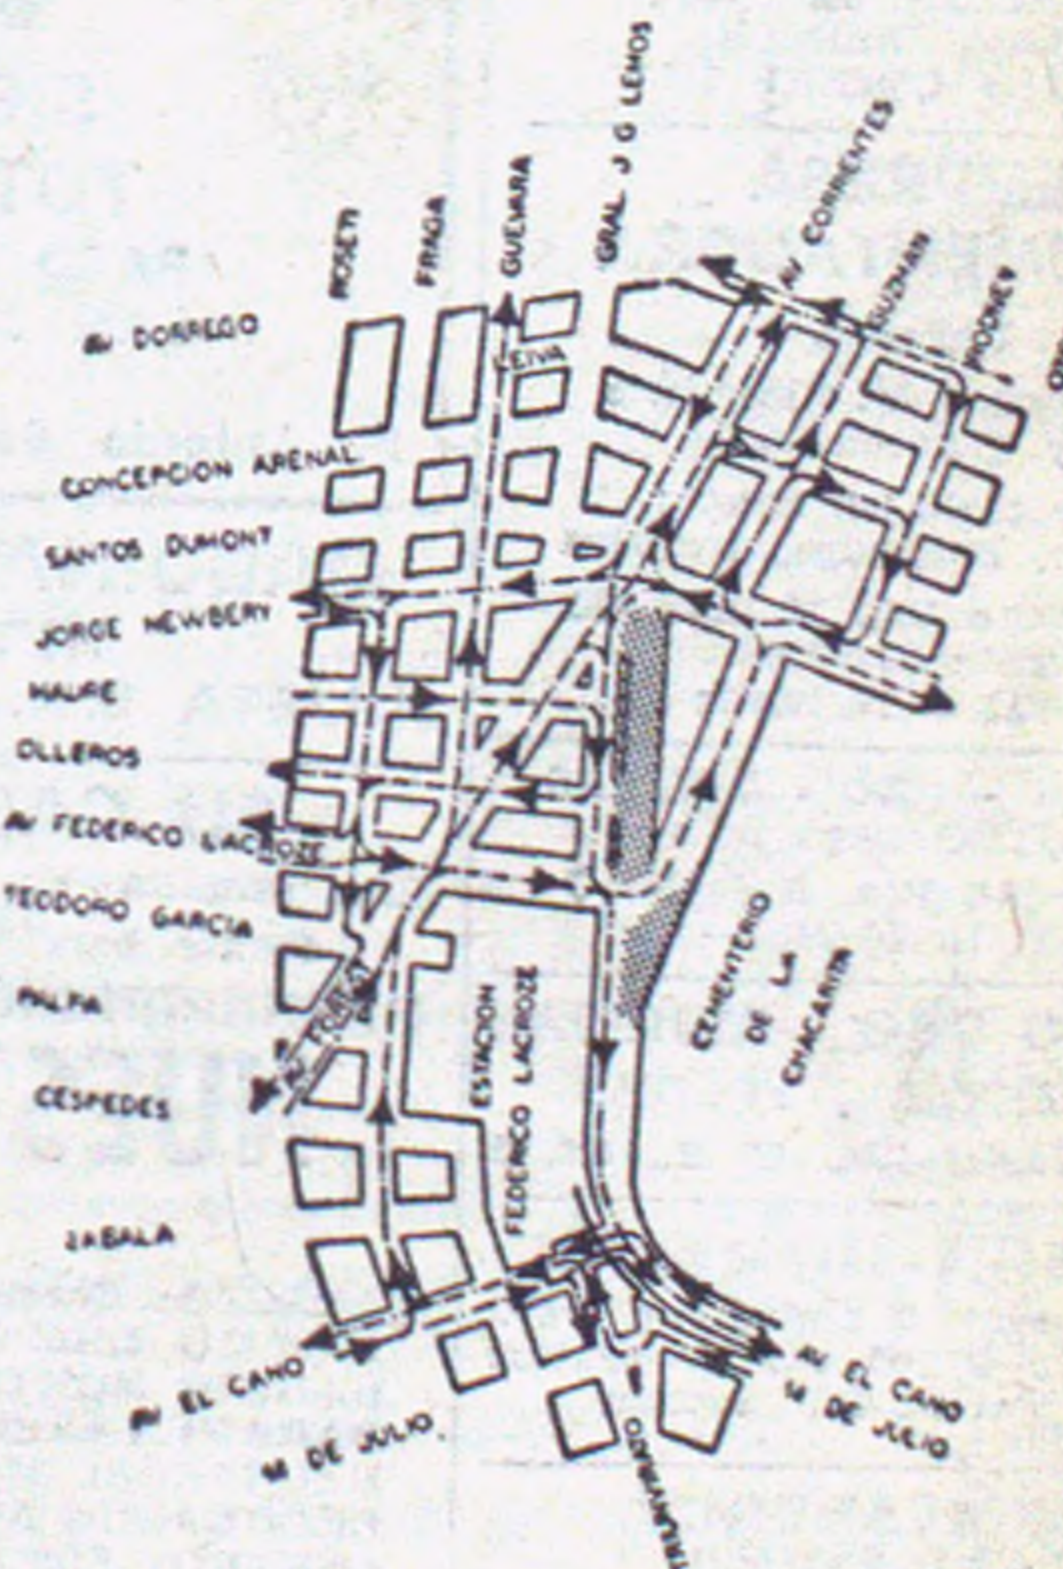 ROSETI
FRAGA
GUEVARA
GRAL J G LEMOS
AV CORRIENTES
GUZMAN
RODNEY
AV DORREGO
LEIVA
CONCEPCION ARENAL
SANTOS DUMONT
JORGE NEWBERY
MAURE
OLLEROS
AV FEDERICO LACROZE
TEODORO GARCIA
PALPA
CESPEDES
ZABALA
AV EL CANO
14 DE JULIO
ESTACION
FEDERICO LACROZE
CEMENTERIO
DE LA
CHACARITA
AV EL CANO
14 DE JULIO
TRIUNVIRATO